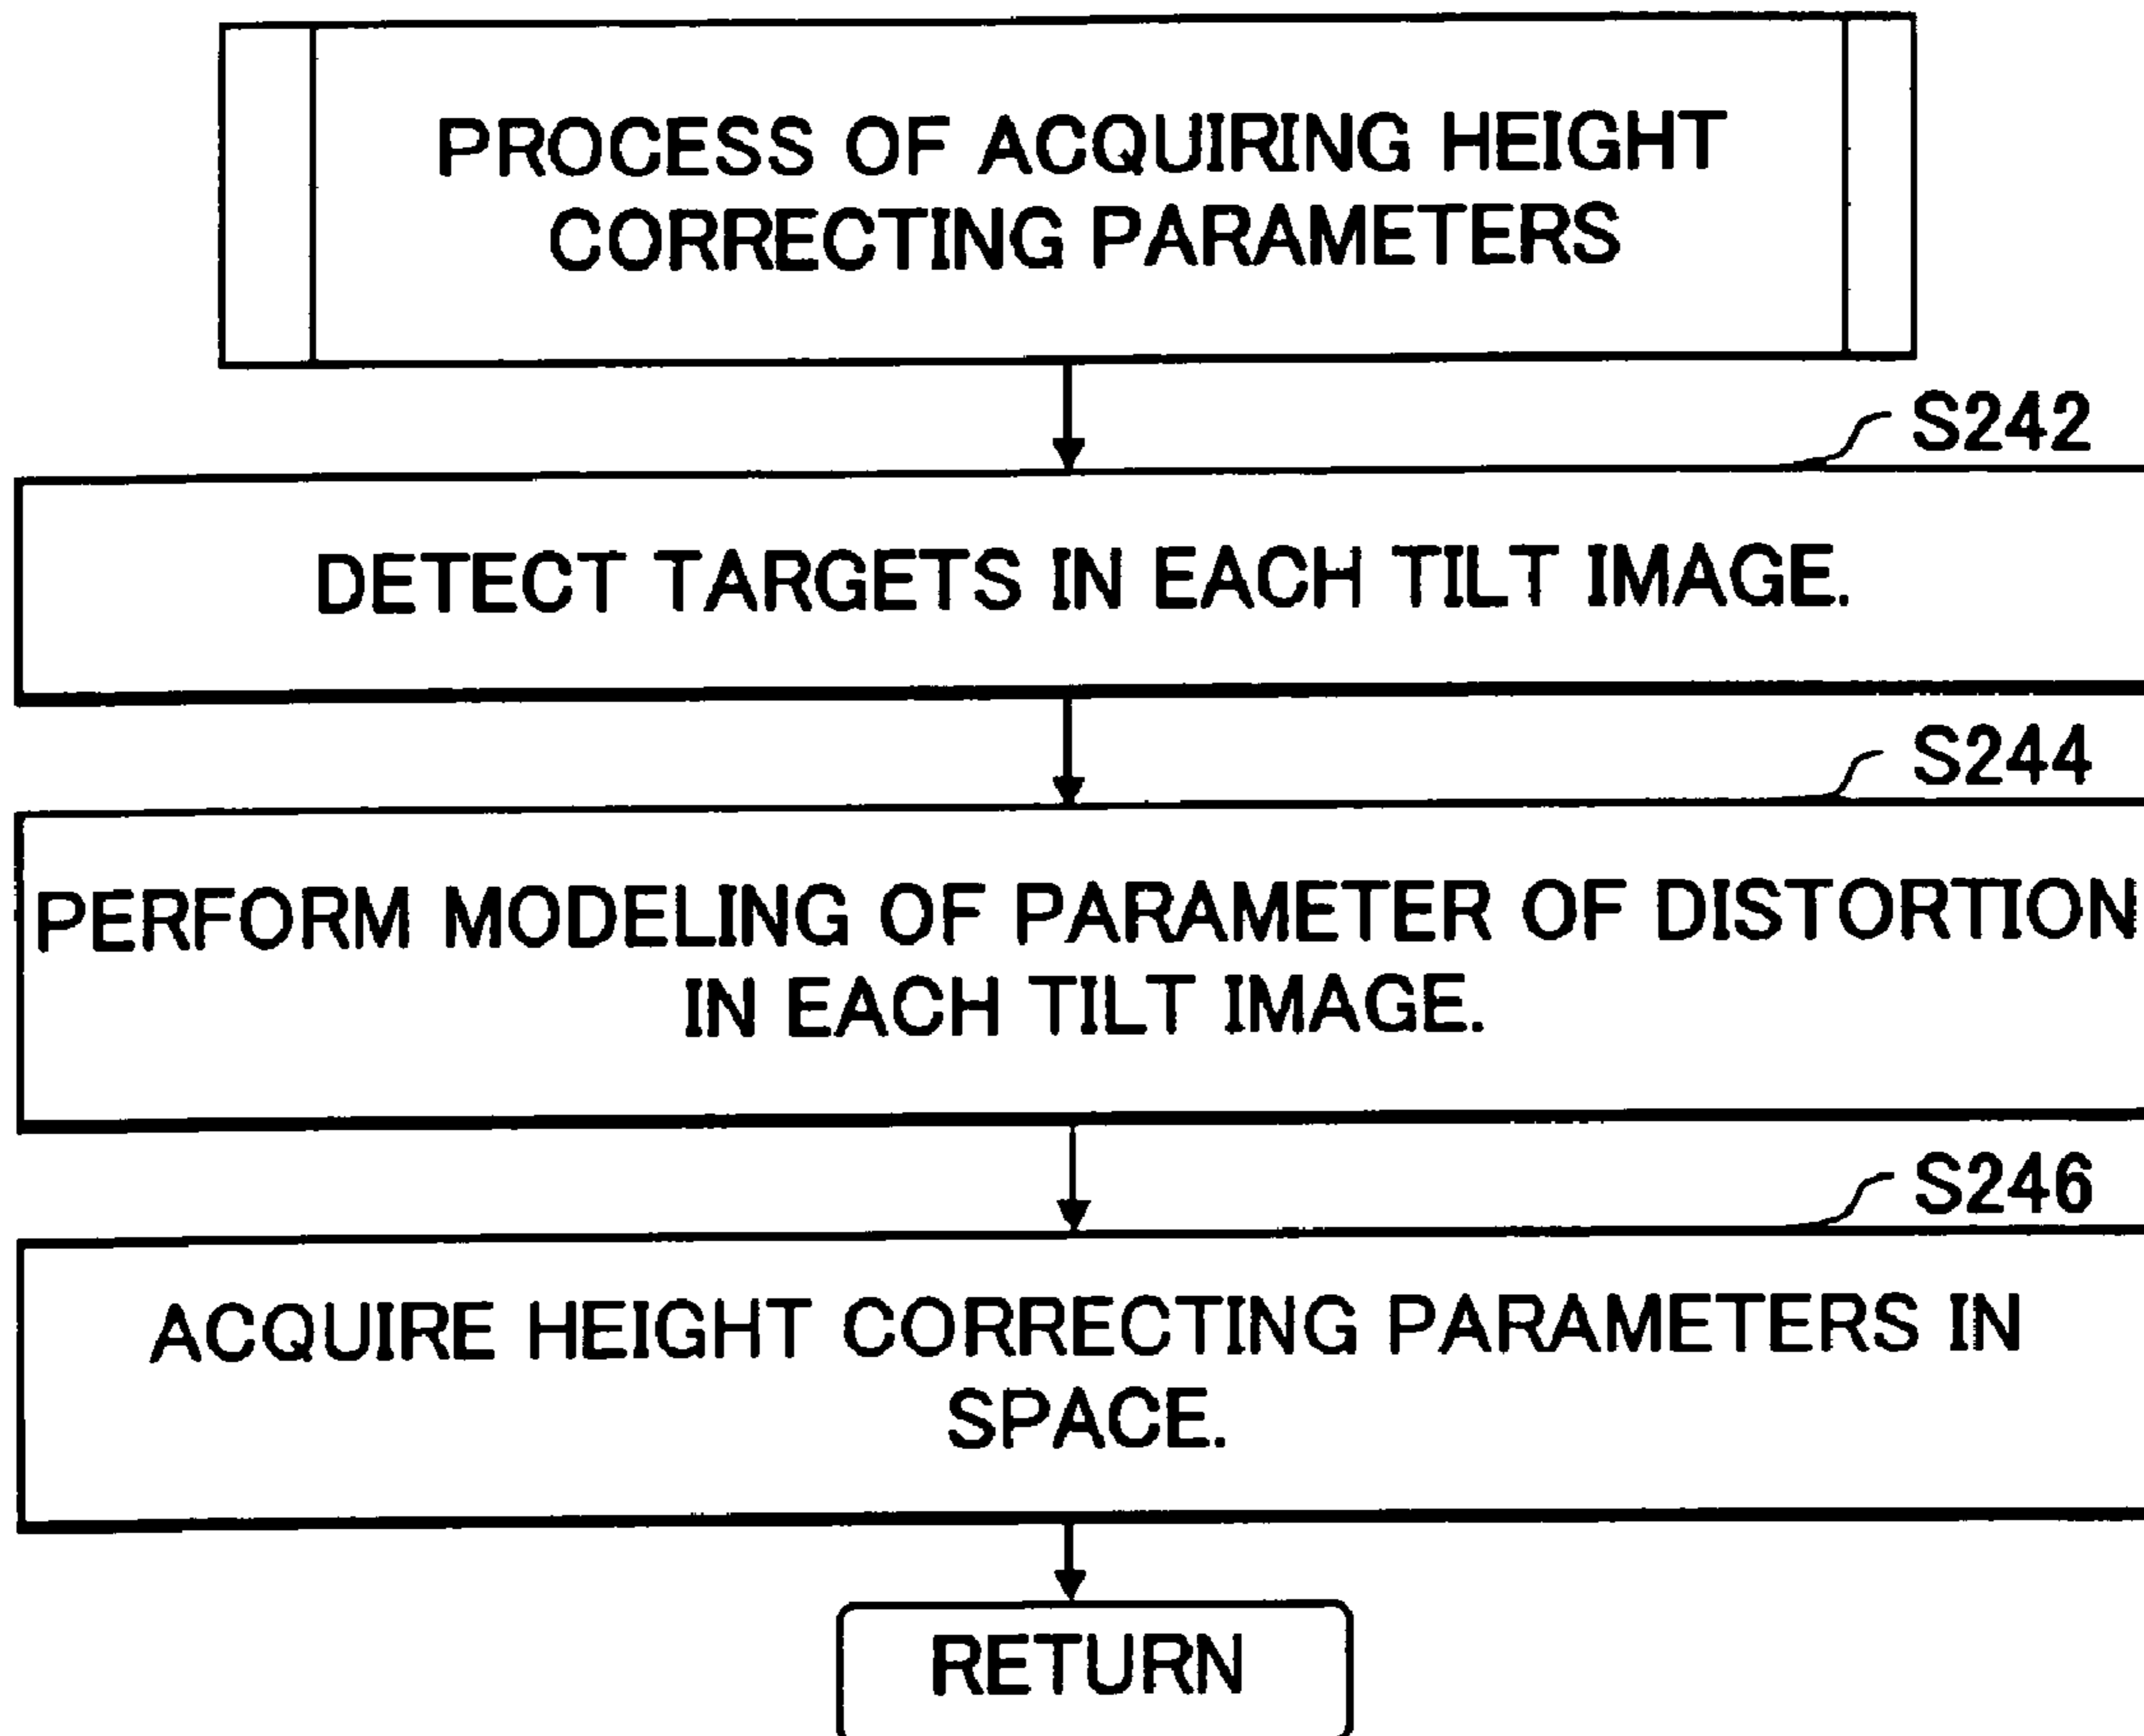 PROCESS OF ACQUIRING HEIGHT
CORRECTING PARAMETERS
S242
DETECT TARGETS IN EACH TILT IMAGE.
S244
PERFORM MODELING OF PARAMETER OF DISTORTION
IN EACH TILT IMAGE.
S246
ACQUIRE HEIGHT CORRECTING PARAMETERS IN
SPACE.
RETURN